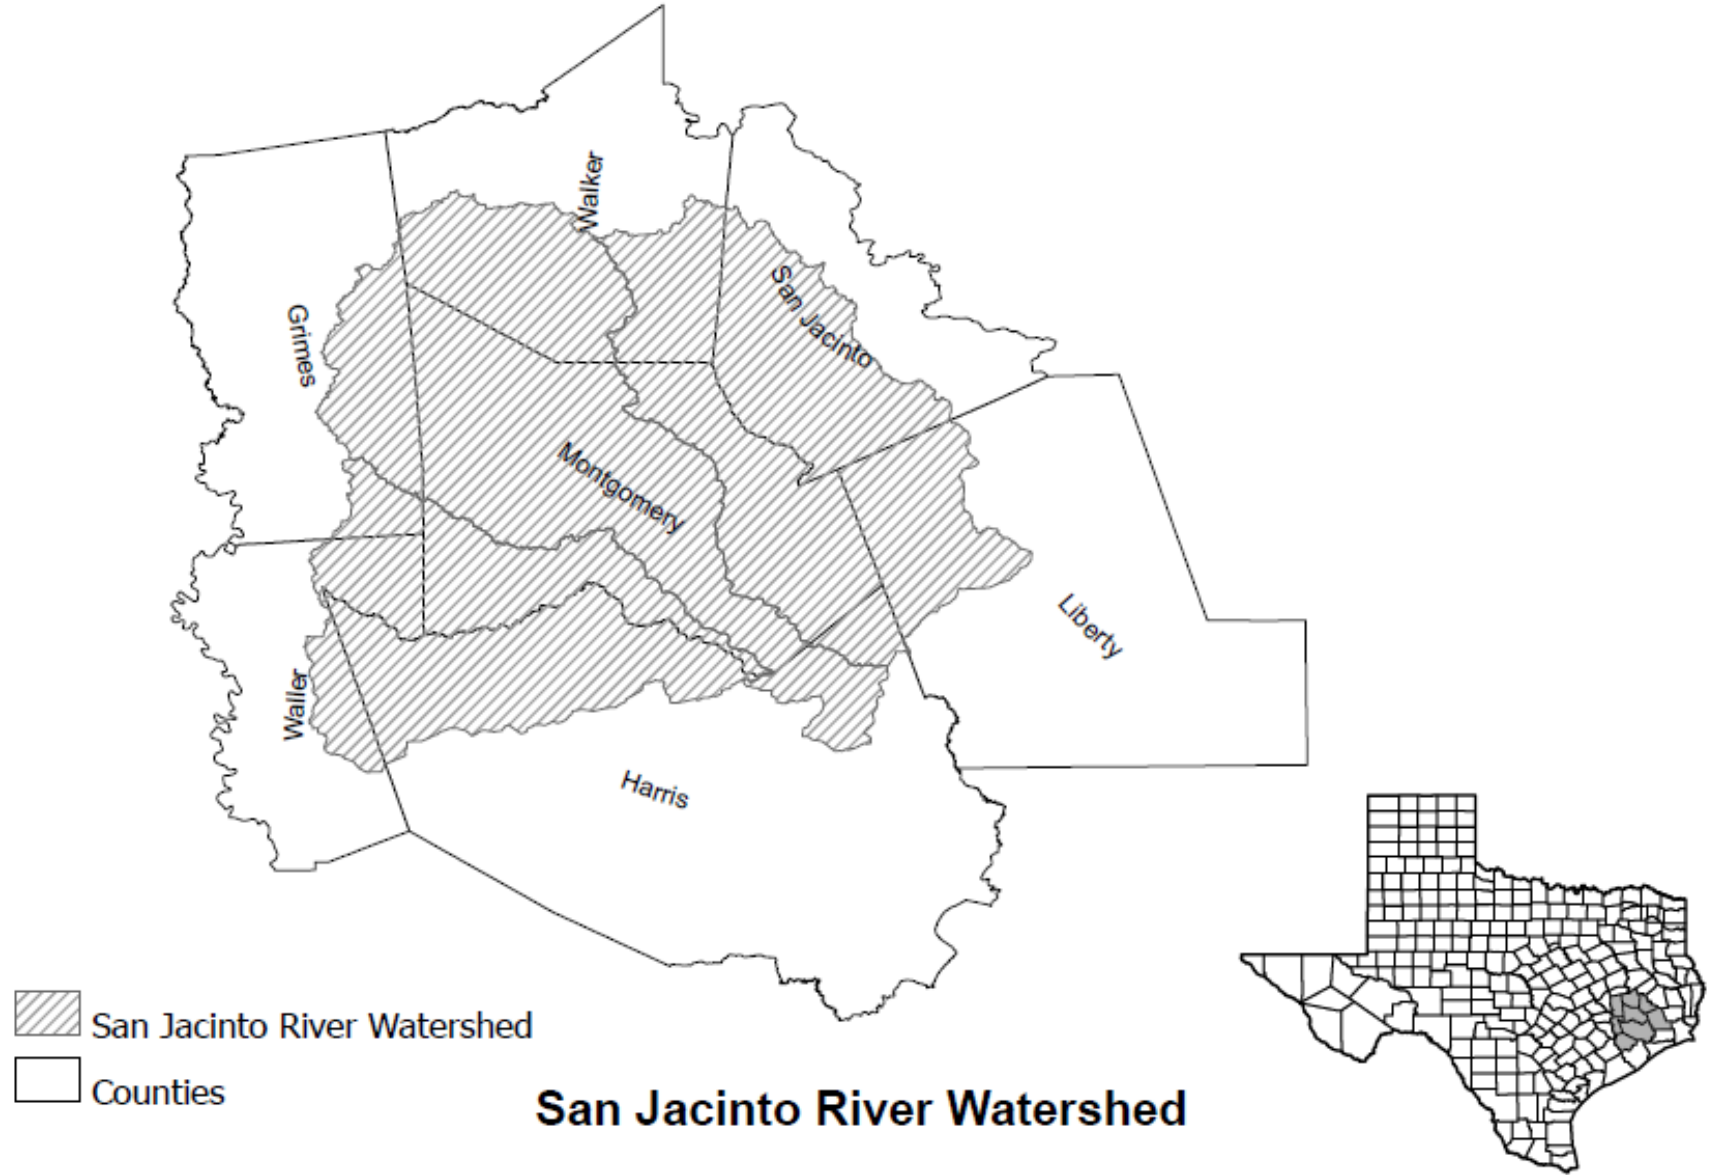 Walker
San Jacinto
Grimes
Montgomery
Liberty
Waller
Harris
San Jacinto River Watershed
Counties
San Jacinto River Watershed